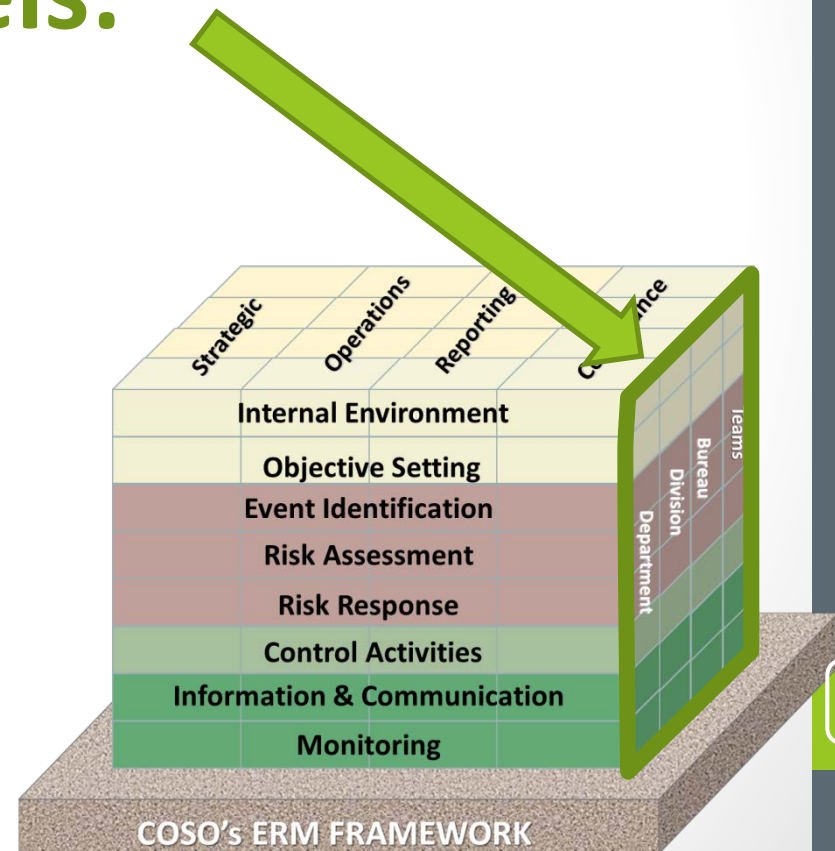 els:
Strategic
Operations
Reporting
Internal Environment
Objective Setting
Event Identification
Risk Assessment
Risk Response
Control Activities
Information & Communication
Monitoring
Department
Division
Bureau
Teams
COSO's ERM FRAMEWORK